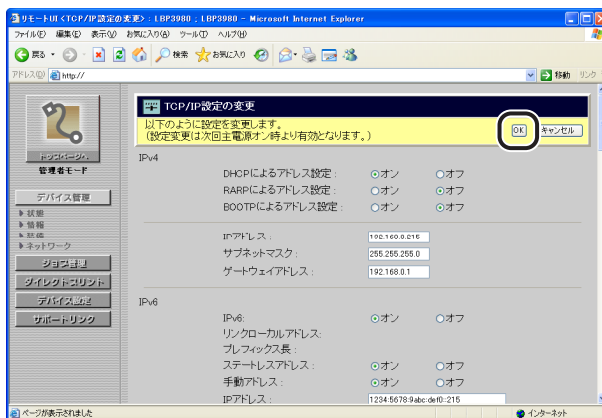 リモートUI <TCP/IP設定の変更> : LBP3980 ; LBP3980 - Microsoft Internet Explorer
ファイル(F) 編集(E) 表示(V) お気に入り(A) ツール(T) ヘルプ(H)
戻る 検索 お気に入り
アドレス(D) http:// 移動 リンク
TCP/IP設定の変更
以下のように設定を変更します。
(設定変更は次回主電源オン時より有効となります。)
OK キャンセル
トップページへ
管理者モード
デバイス管理
状態
情報
ネットワーク
ジョブ管理
ダイレクトプリント
デバイス設定
サポートリンク
IPv4
DHCPによるアドレス設定 : オン オフ
RARPによるアドレス設定 : オン オフ
BOOTPによるアドレス設定 : オン オフ
IPアドレス : 192.168.0.215
サブネットマスク : 255.255.255.0
ゲートウェイアドレス : 192.168.0.1
IPv6
IPv6: オン オフ
リンクローカルアドレス:
プレフィックス長 :
ステートレスアドレス : オン オフ
手動アドレス : オン オフ
IPアドレス : 1234:5678:9abc:def0::215
ページが表示されました インターネット